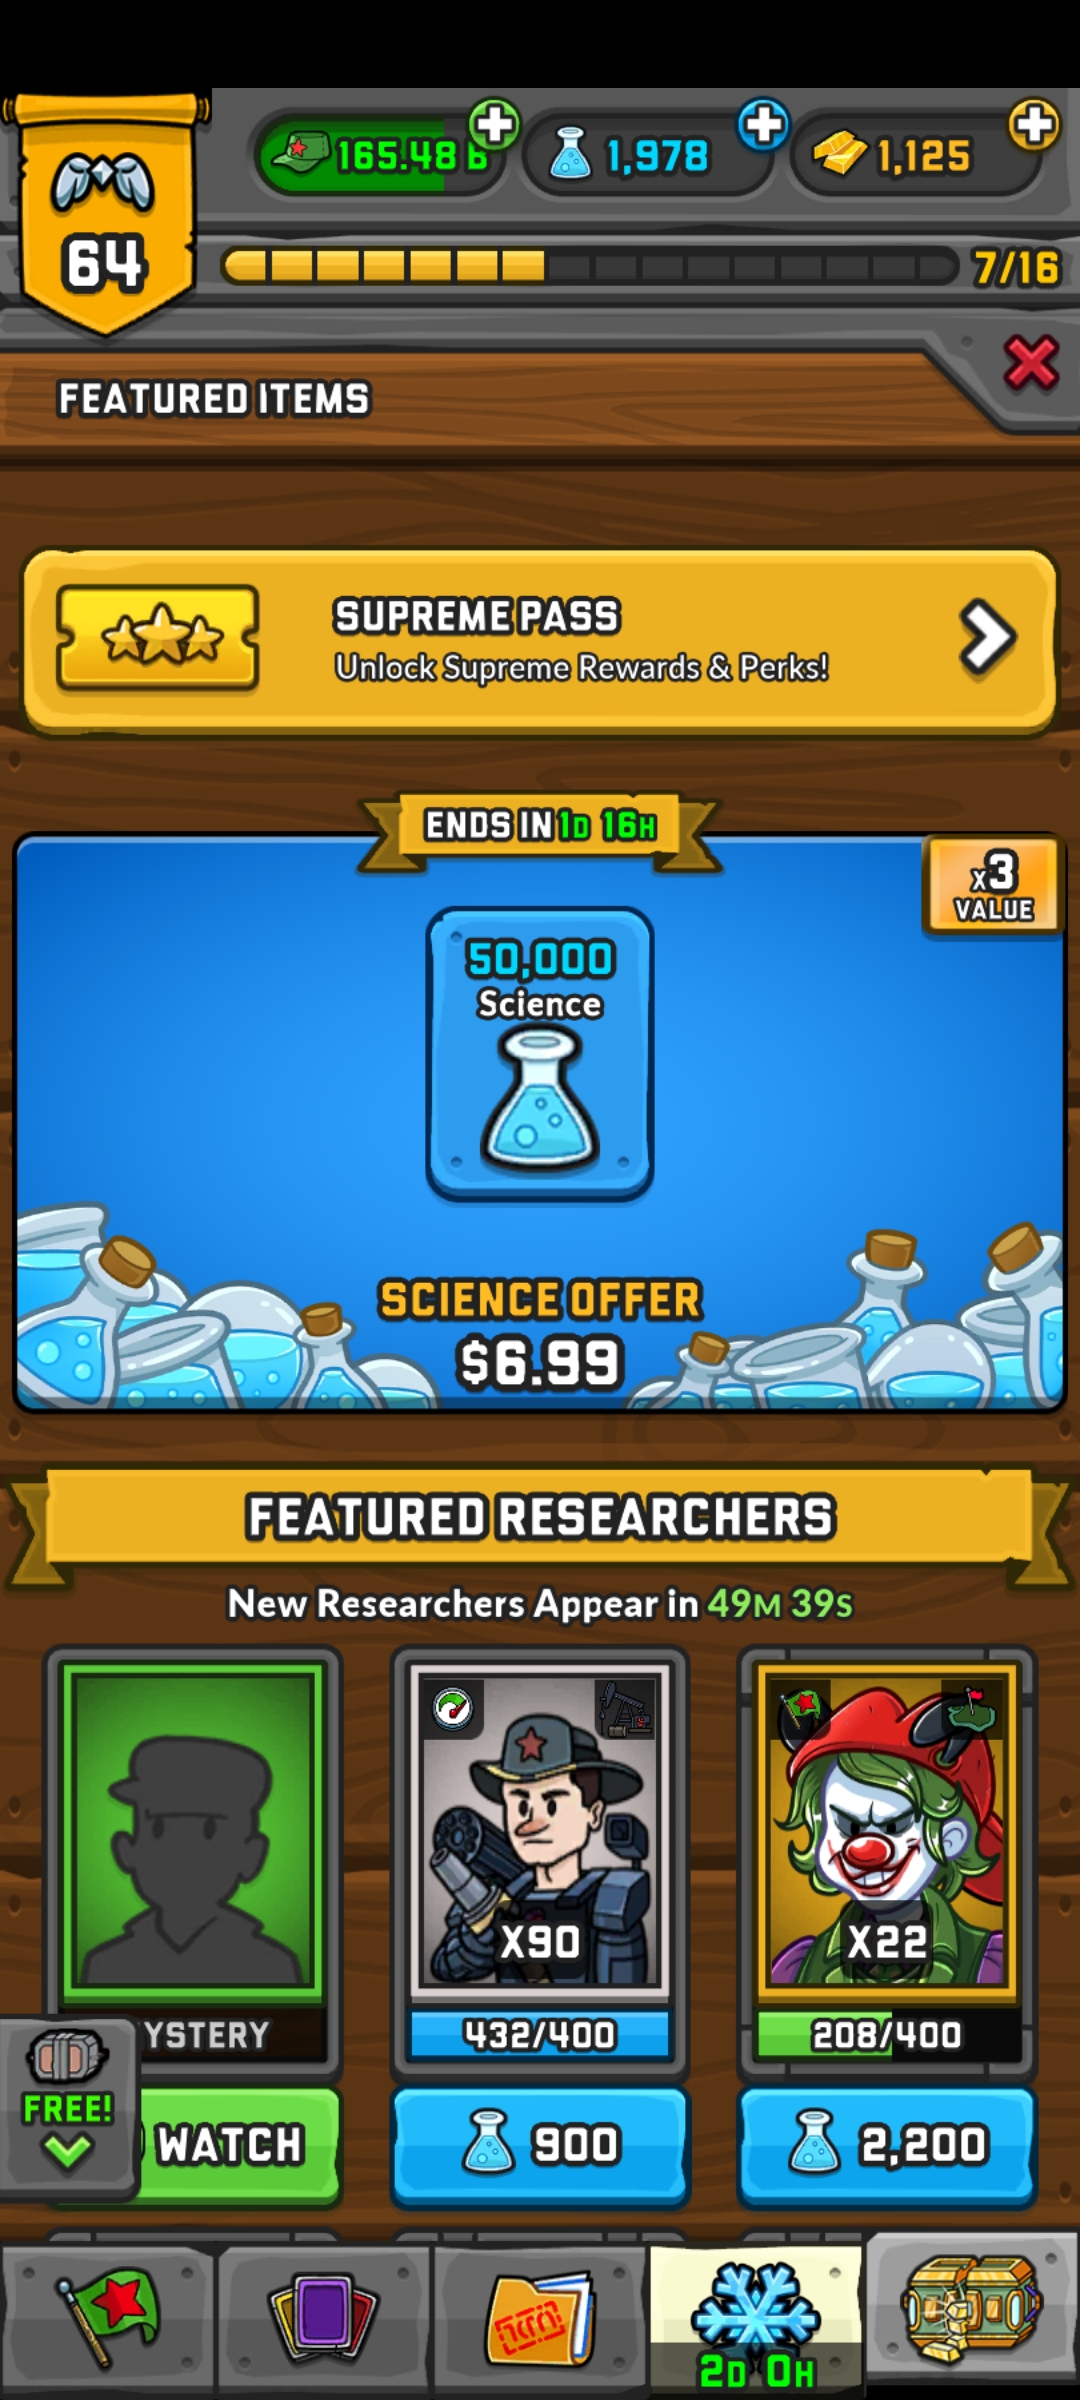 165.48 B
1,978
1,125
64
7/16
FEATURED ITEMS
SUPREME PASS
Unlock Supreme Rewards & Perks!
ENDS IN 1D 16H
x3
VALUE
50,000
Science
SCIENCE OFFER
$6.99
FEATURED RESEARCHERS
New Researchers Appear in 49M 39S
X90
X22
YSTERY
432/400
208/400
FREE!
WATCH
900
2,200
2D 0H